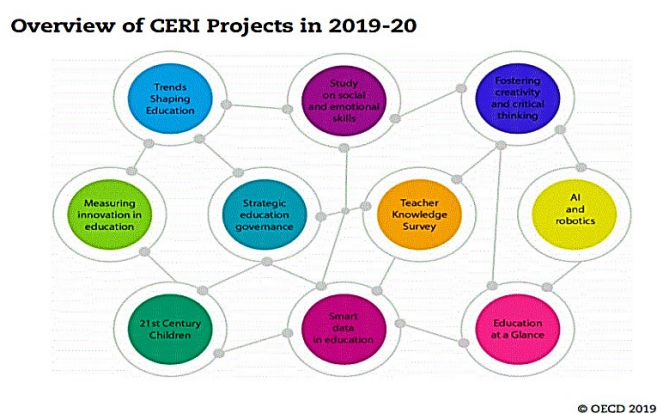 Overview of CERI Projects in 2019-20
Trends
Shaping
Education
Study
on social
and emotional
skills
Fostering
creativity
and critical
thinking
Measuring
innovation in
education
Strategic
education
governance
Teacher
Knowledge
Survey
AI
and
robotics
21st Century
Children
Smart
data
in education
Education
at a Glance
© OECD 2019